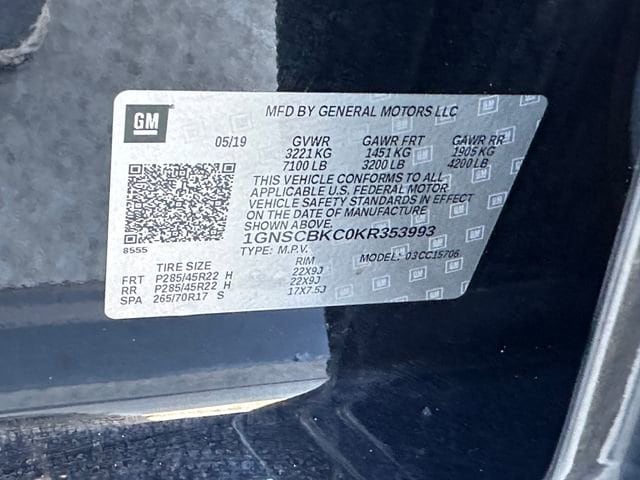 GM
MFD BY GENERAL MOTORS LLC
05/19 GVWR GAWR FRT GAWR RR
3221 KG 1451 KG 1905 KG
7100 LB 3200 LB 4200 LB
THIS VEHICLE CONFORMS TO ALL
APPLICABLE U.S. FEDERAL MOTOR
VEHICLE SAFETY STANDARDS IN EFFECT
ON THE DATE OF MANUFACTURE
SHOWN ABOVE.
1GNSCBKC0KR353993
8555
TYPE: M.P.V. MODEL: 03CC15706
TIRE SIZE RIM
FRT P285/45R22 H 22X9J
RR P285/45R22 H 22X9J
SPA 265/70R17 S 17X7.5J